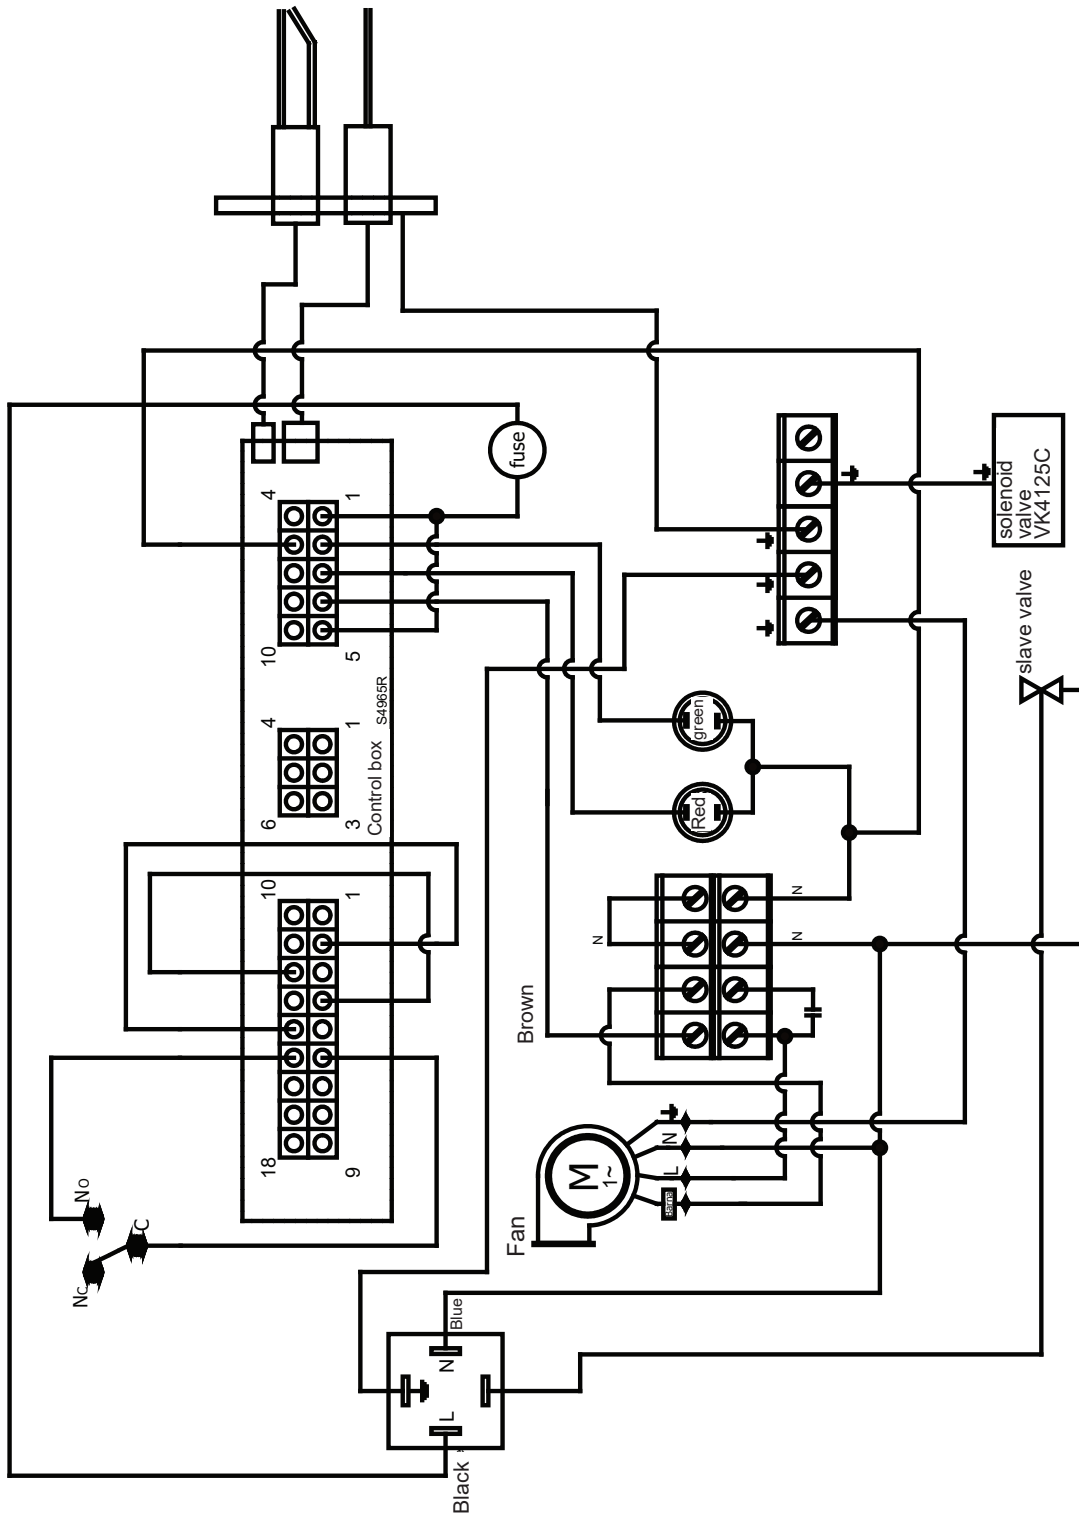 4
1
10
5
fuse
solenoid
valve
VK4125C
slave valve
S4965R
4
1
6
3
Control box
green
Red
10
1
18
9
N
N
N
Brown
No
C
Nc
M
1~
Fan
N
L
Blue
N
L
Black